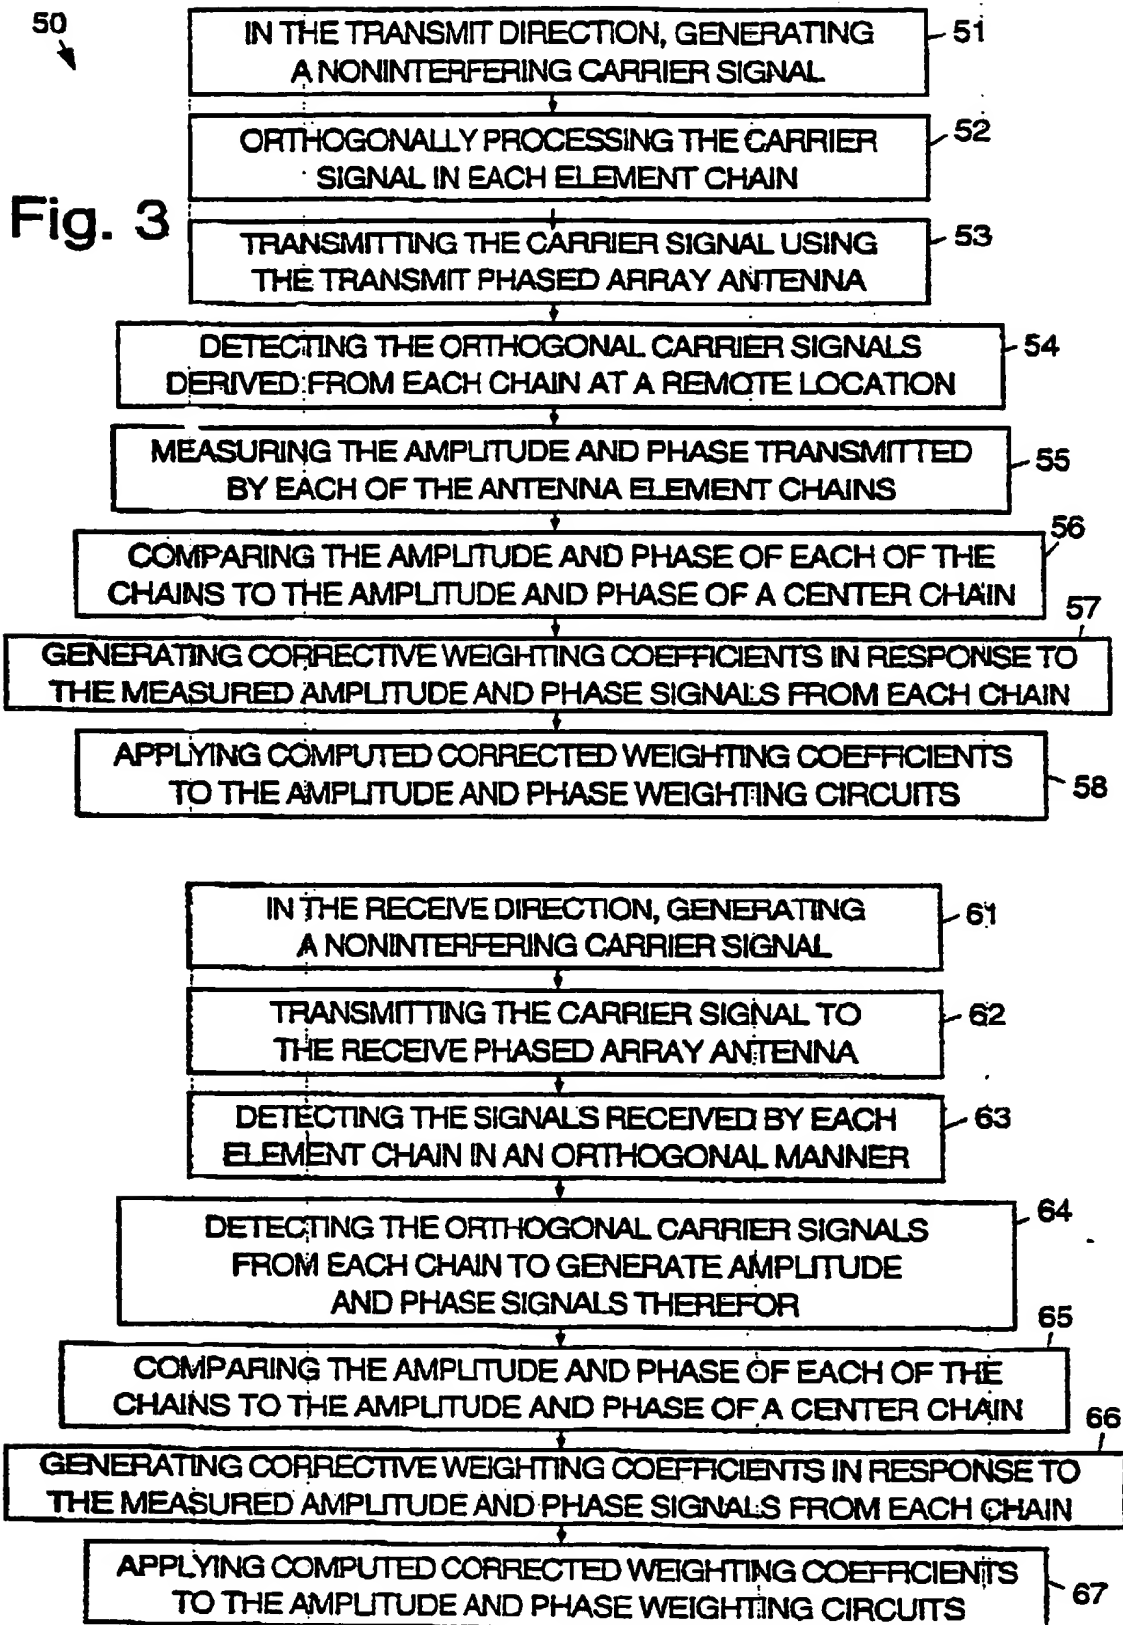 50
IN THE TRANSMIT DIRECTION, GENERATING
A NONINTERFERING CARRIER SIGNAL
51
ORTHOGONALLY PROCESSING THE CARRIER
SIGNAL IN EACH ELEMENT CHAIN
52
Fig. 3
TRANSMITTING THE CARRIER SIGNAL USING
THE TRANSMIT PHASED ARRAY ANTENNA
53
DETECTING THE ORTHOGONAL CARRIER SIGNALS
DERIVED FROM EACH CHAIN AT A REMOTE LOCATION
54
MEASURING THE AMPLITUDE AND PHASE TRANSMITTED
BY EACH OF THE ANTENNA ELEMENT CHAINS
55
COMPARING THE AMPLITUDE AND PHASE OF EACH OF THE
CHAINS TO THE AMPLITUDE AND PHASE OF A CENTER CHAIN
56
GENERATING CORRECTIVE WEIGHTING COEFFICIENTS IN RESPONSE TO
THE MEASURED AMPLITUDE AND PHASE SIGNALS FROM EACH CHAIN
57
APPLYING COMPUTED CORRECTED WEIGHTING COEFFICIENTS
TO THE AMPLITUDE AND PHASE WEIGHTING CIRCUITS
58
IN THE RECEIVE DIRECTION, GENERATING
A NONINTERFERING CARRIER SIGNAL
61
TRANSMITTING THE CARRIER SIGNAL TO
THE RECEIVE PHASED ARRAY ANTENNA
62
DETECTING THE SIGNALS RECEIVED BY EACH
ELEMENT CHAIN IN AN ORTHOGONAL MANNER
63
DETECTING THE ORTHOGONAL CARRIER SIGNALS
FROM EACH CHAIN TO GENERATE AMPLITUDE
AND PHASE SIGNALS THEREFOR
64
COMPARING THE AMPLITUDE AND PHASE OF EACH OF THE
CHAINS TO THE AMPLITUDE AND PHASE OF A CENTER CHAIN
65
GENERATING CORRECTIVE WEIGHTING COEFFICIENTS IN RESPONSE TO
THE MEASURED AMPLITUDE AND PHASE SIGNALS FROM EACH CHAIN
66
APPLYING COMPUTED CORRECTED WEIGHTING COEFFICIENTS
TO THE AMPLITUDE AND PHASE WEIGHTING CIRCUITS
67